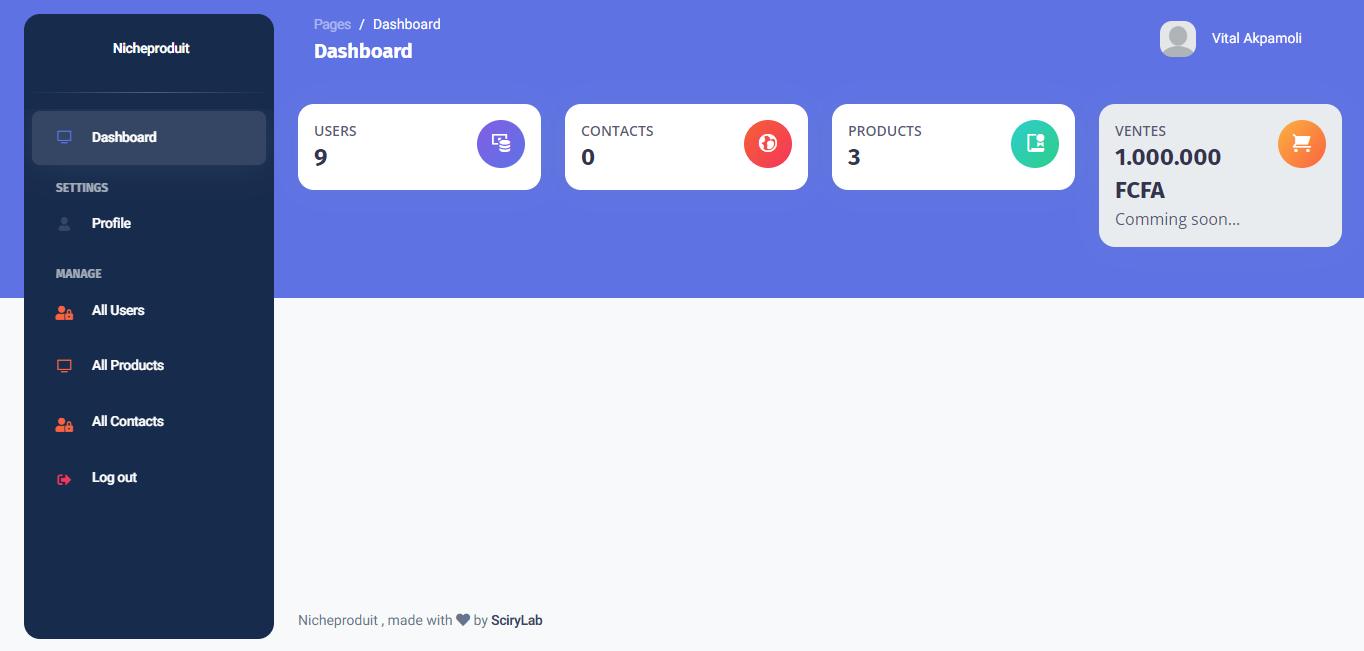 Nicheproduit
Dashboard
SETTINGS
Profile
MANAGE
All Users
All Products
All Contacts
Log out
Pages / Dashboard
Dashboard
Vital Akpamoli
USERS
9
CONTACTS
0
PRODUCTS
3
VENTES
1.000.000
FCFA
Comming soon...
Nicheproduit , made with ♥ by SciryLab